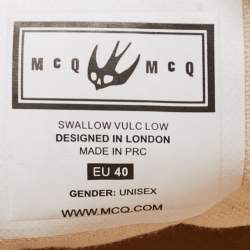 McQ McQ
SWALLOW VULC LOW
DESIGNED IN LONDON
MADE IN PRC
EU 40
GENDER: UNISEX
WWW.MCQ.COM